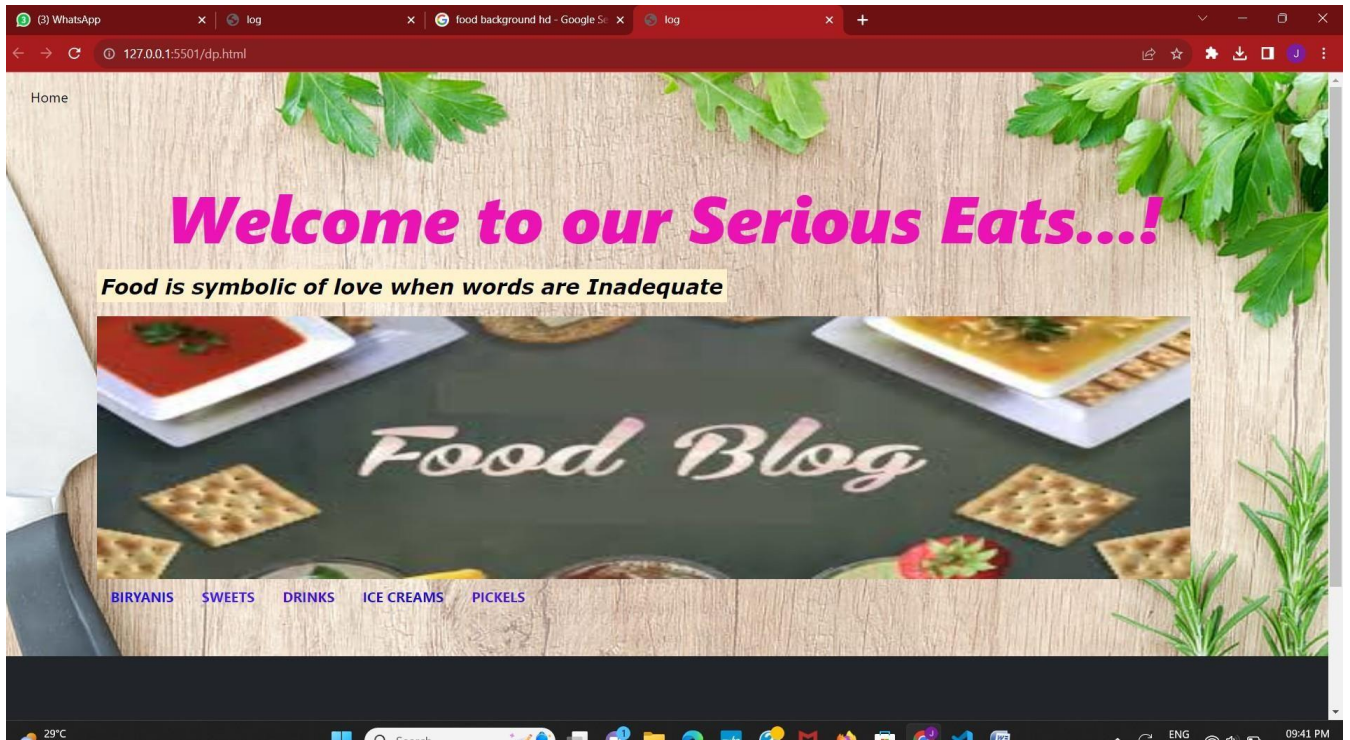 (3) WhatsApp
log
food background hd - Google Se
log
127.0.0.1:5501/dp.html
J
Home
Welcome to our Serious Eats...!
Food is symbolic of love when words are Inadequate
Food Blog
BIRYANIS SWEETS DRINKS ICE CREAMS PICKELS
29°C
Search
ENG
09:41 PM